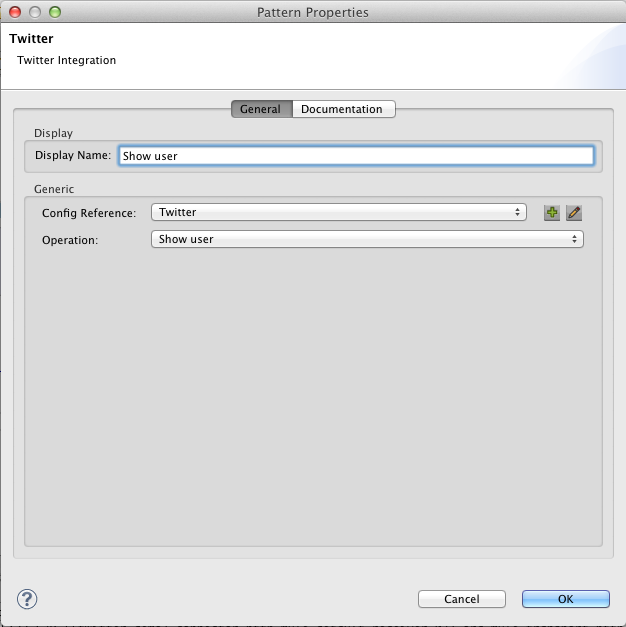 Pattern Properties
Twitter
Twitter Integration
General Documentation
Display
Display Name: Show user
Generic
Config Reference: Twitter
Operation: Show user
?
Cancel OK